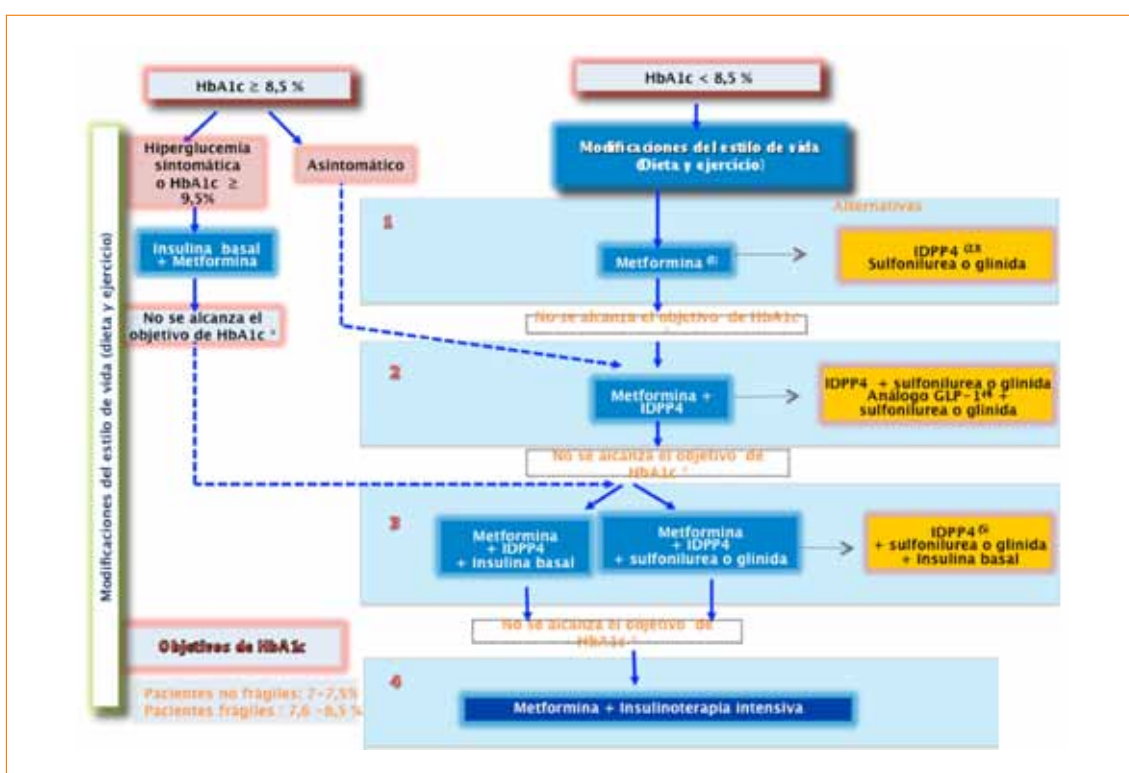 HbA1c ≥ 8,5 %
HbA1c < 8,5 %
Modificaciones del estilo de vida (dieta y ejercicio)
Hiperglucemia
sintomática
o HbA1c ≥
9,5%
Asintomático
Modificaciones del estilo de vida
(Dieta y ejercicio)
Insulina basal
+ Metformina
No se alcanza el
objetivo de HbA1c
1
Alternativas
Metformina
IDPP4
Sulfonilurea o glinida
No se alcanza el objetivo de HbA1c
2
Metformina +
IDPP4
IDPP4 + sulfonilurea o glinida
Análogo GLP-1 +
sulfonilurea o glinida
No se alcanza el objetivo de
HbA1c
3
Metformina
+ IDPP4
+ Insulina basal
Metformina
+ IDPP4
+ sulfonilurea o glinida
IDPP4
+ sulfonilurea o glinida
+ Insulina basal
No se alcanza el objetivo de
HbA1c
Objetivos de HbA1c
Pacientes no frágiles: 7-7,5%
Pacientes frágiles : 7,6 -8,5 %
4
Metformina + Insulinoterapia intensiva